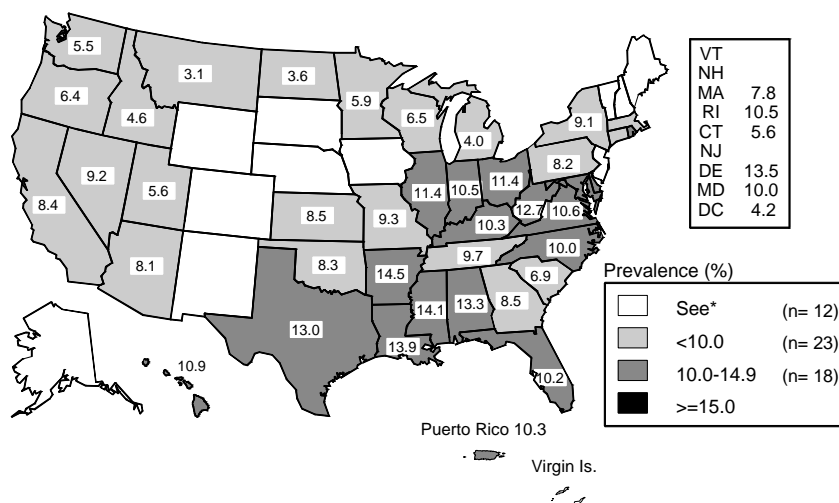 5.5
3.1
3.6
5.9
6.4
4.6
6.5
4.0
9.1
8.2
9.2
5.6
8.4
8.5
9.3
11.4
10.5
11.4
12.7
10.6
10.3
10.0
9.7
8.1
8.3
14.5
6.9
14.1
13.3
8.5
13.0
13.9
10.2
10.9
Puerto Rico 10.3
Virgin Is.
VT
NH
MA 7.8
RI 10.5
CT 5.6
NJ
DE 13.5
MD 10.0
DC 4.2
Prevalence (%)
See* (n= 12)
<10.0 (n= 23)
10.0-14.9 (n= 18)
>=15.0